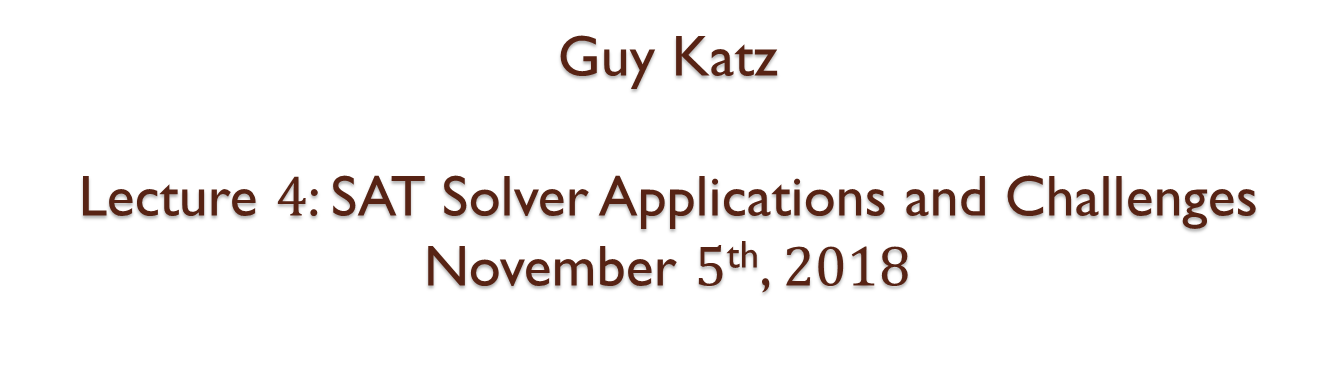 Guy Katz
Lecture 4: SAT Solver Applications and Challenges
November 5th, 2018